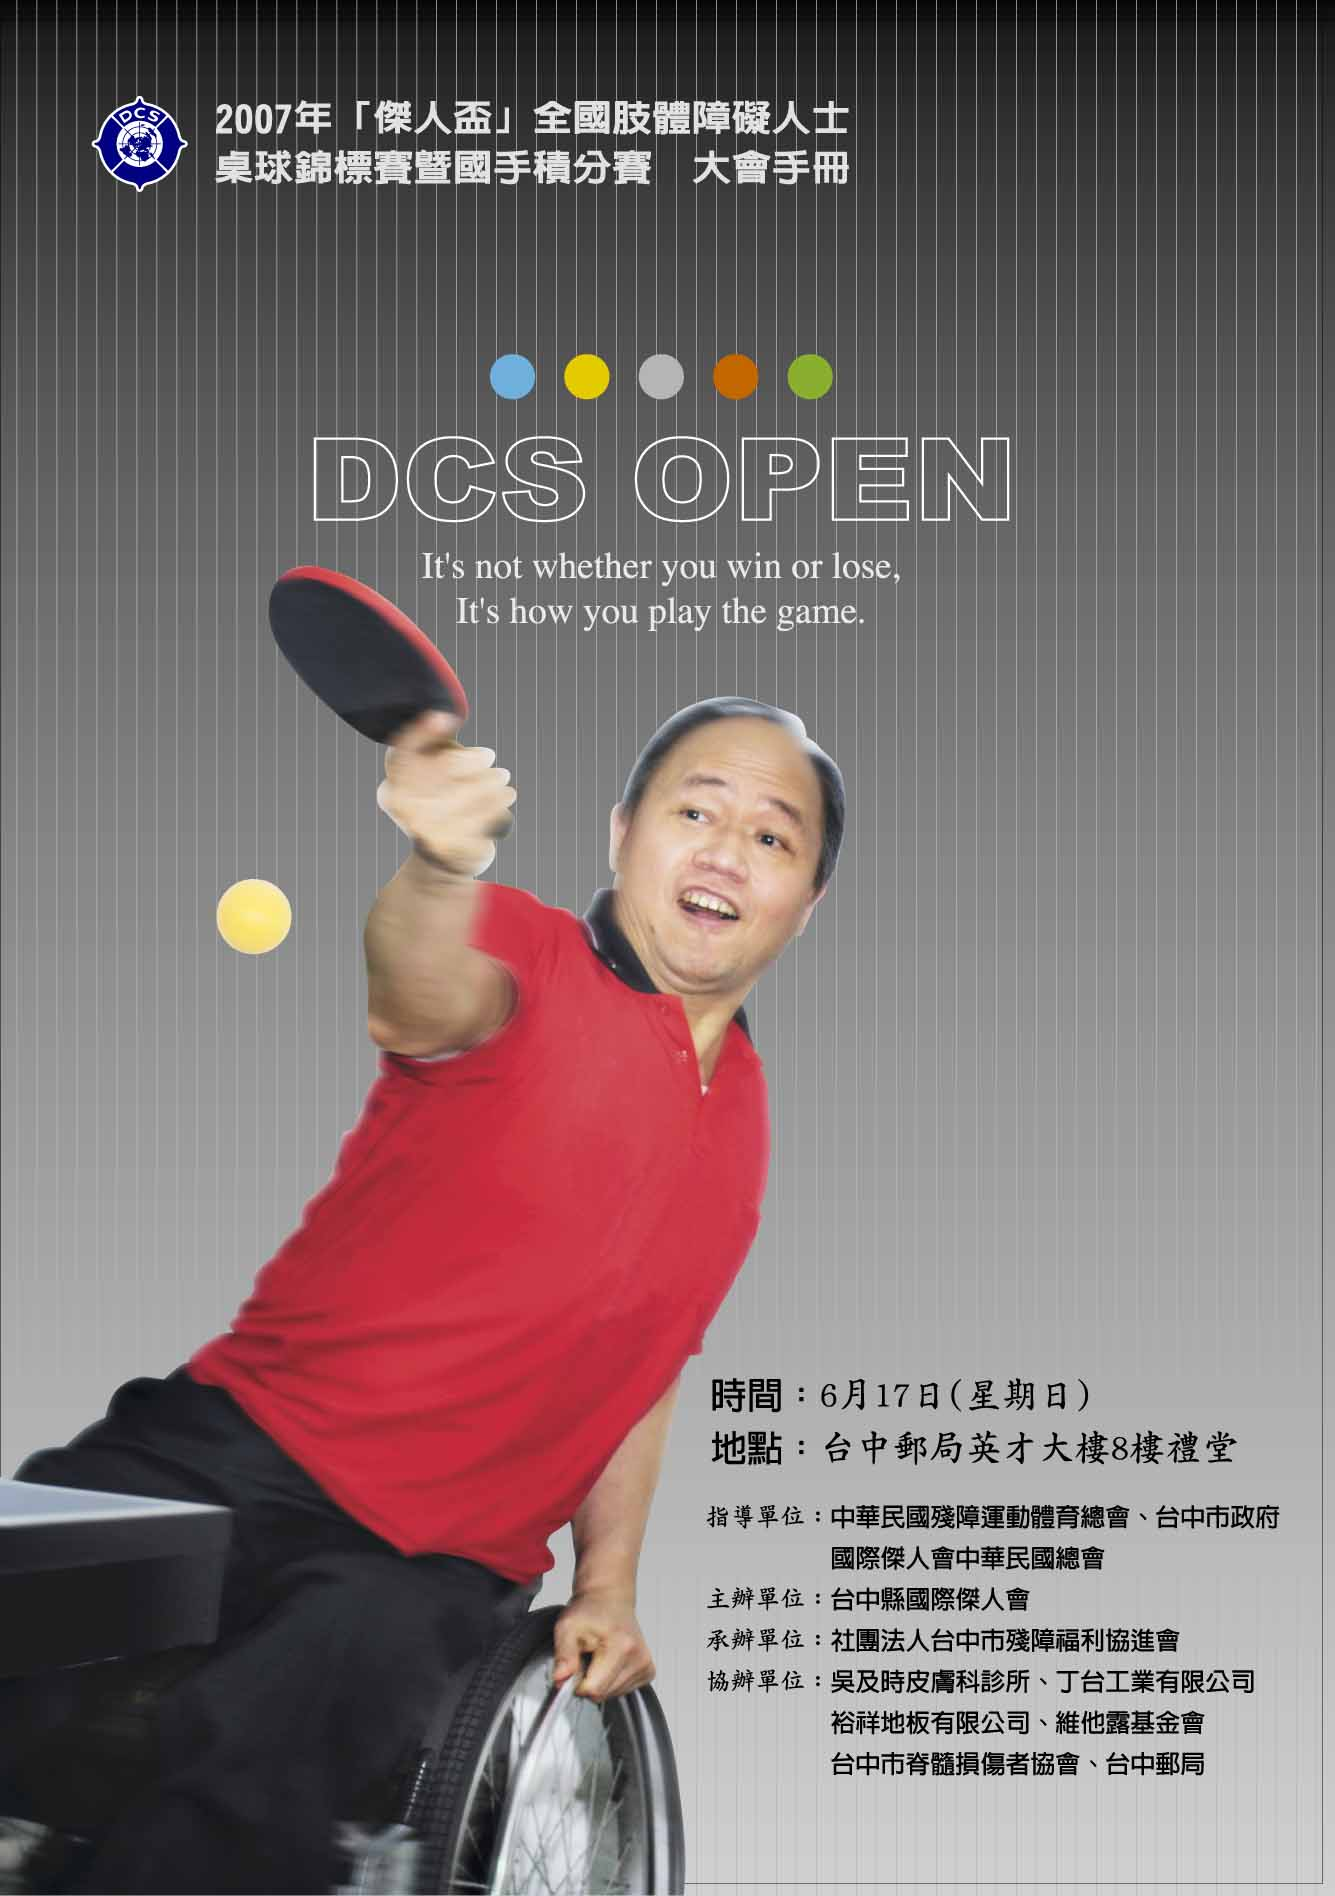 DCS
2007年「傑人盃」全國肢體障礙人士
桌球錦標賽暨國手積分賽　大會手冊
DCS OPEN
It's not whether you win or lose,
It's how you play the game.
時間：6月17日(星期日)
地點：台中郵局英才大樓8樓禮堂
指導單位：中華民國殘障運動體育總會、台中市政府
國際傑人會中華民國總會
主辦單位：台中縣國際傑人會
承辦單位：社團法人台中市殘障福利協進會
協辦單位：吳及時皮膚科診所、丁台工業有限公司
裕祥地板有限公司、維他露基金會
台中市脊髓損傷者協會、台中郵局